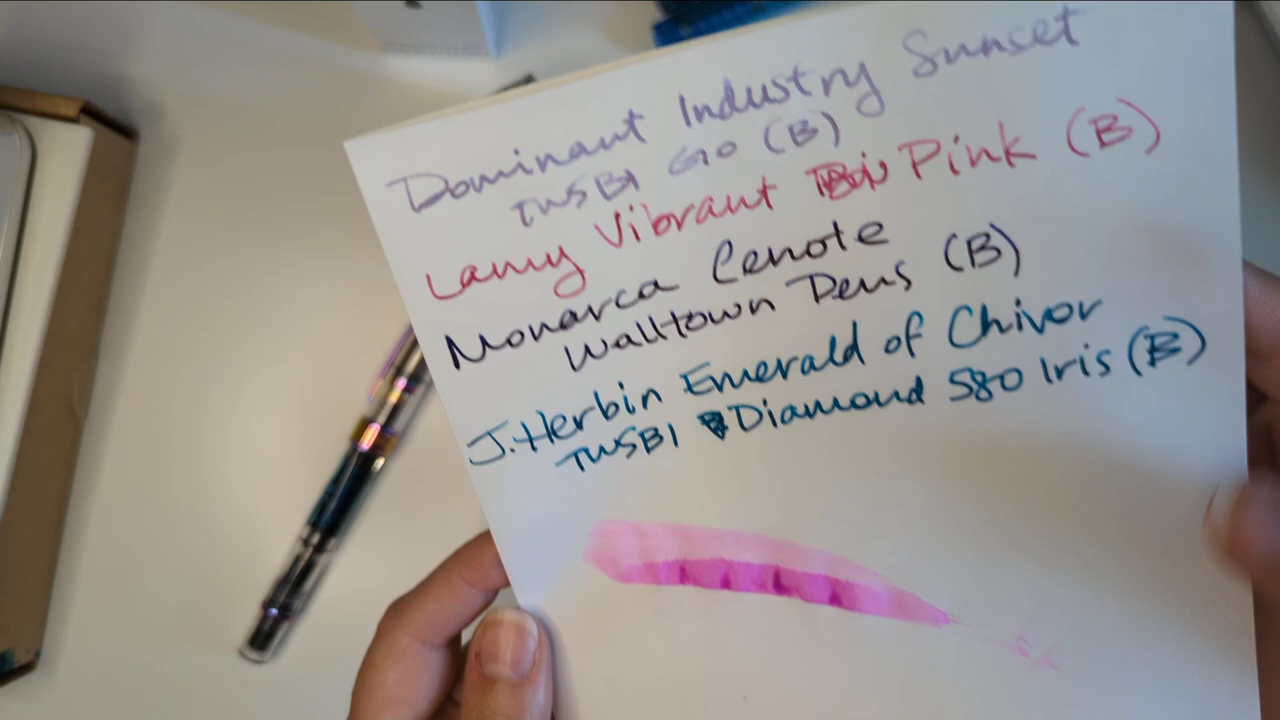 Dominant Industry Sunset
TWSBI GO (B)
Lamy Vibrant Pink (B)
Monarca Cenote
Walltown Deus (B)
J. Herbin Emerald of Chivor
TWSBI Diamond 580 Iris (B)